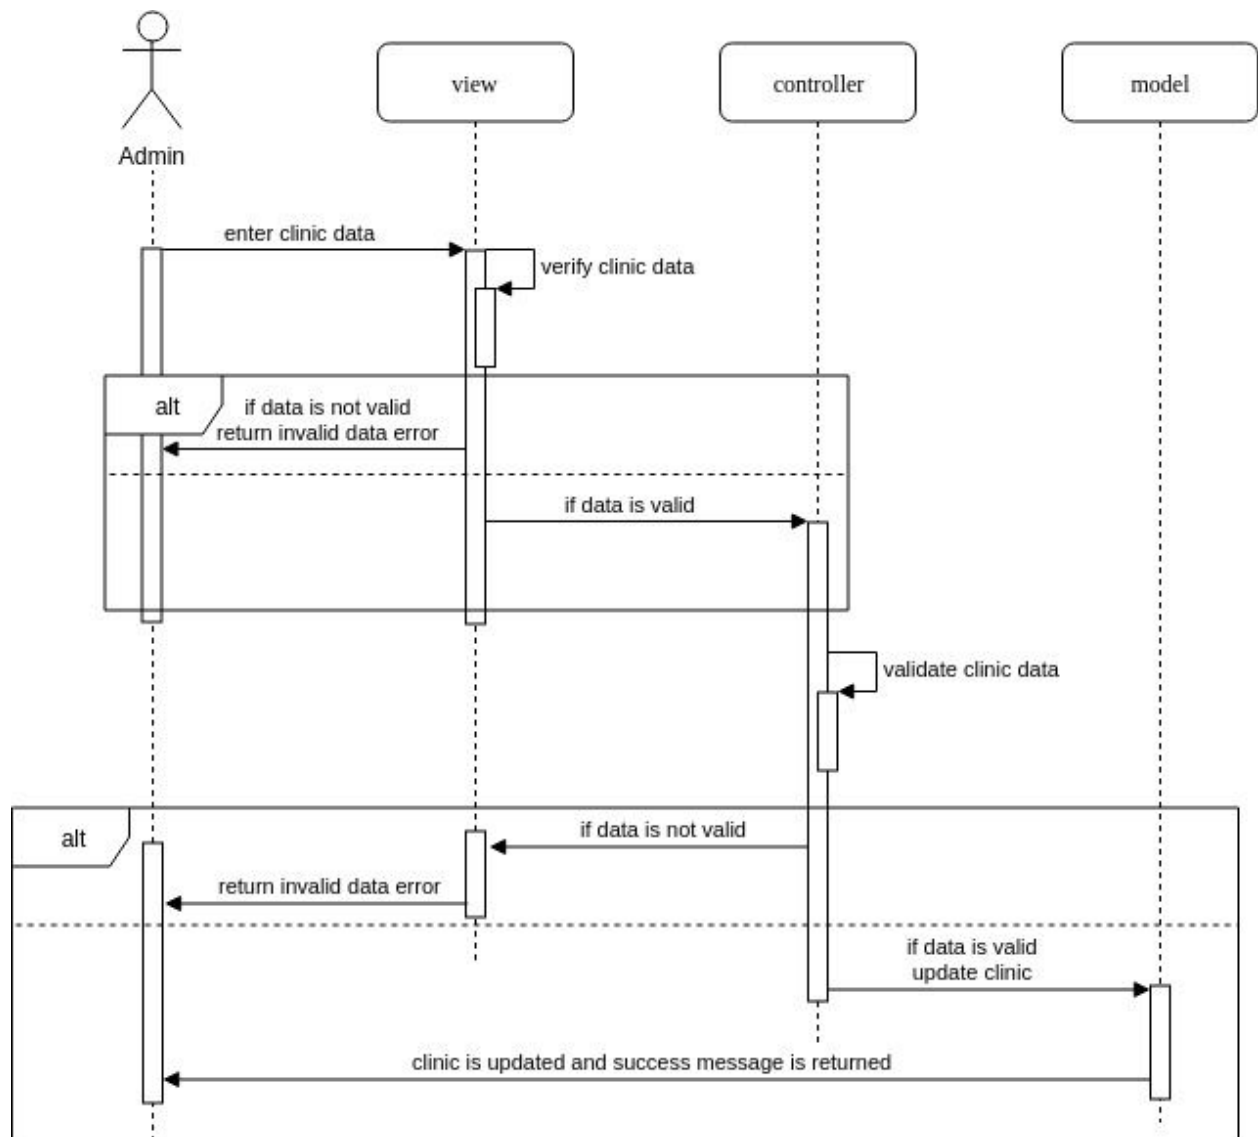 view
controller
model
Admin
enter clinic data
verify clinic data
alt
if data is not valid
return invalid data error
if data is valid
validate clinic data
alt
if data is not valid
return invalid data error
if data is valid
update clinic
clinic is updated and success message is returned